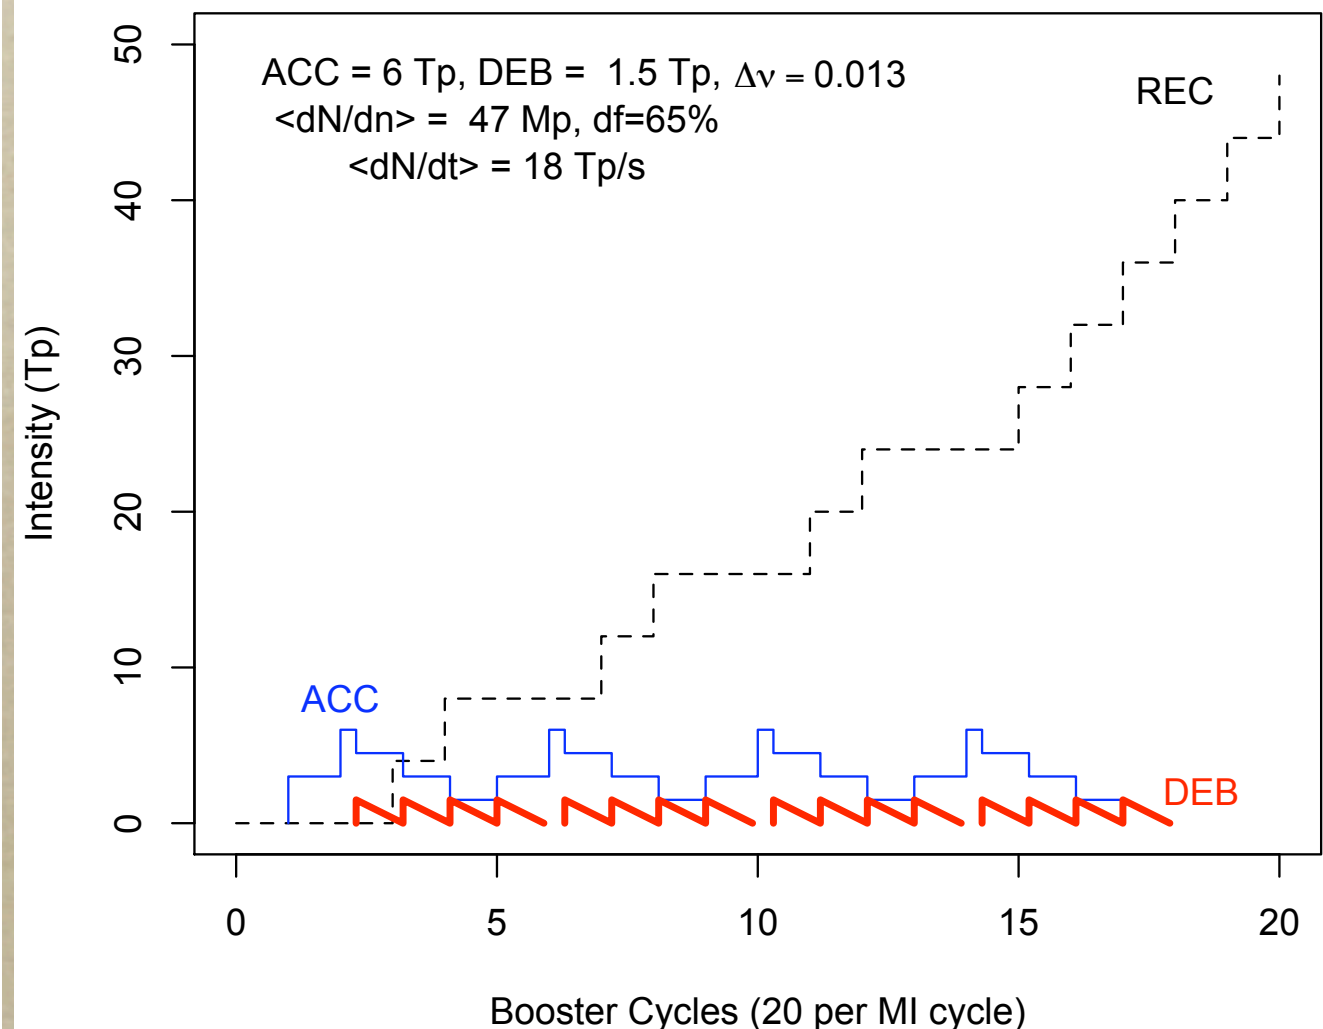 ACC = 6 Tp, DEB = 1.5 Tp, Δν = 0.013
<dN/dn> = 47 Mp, df=65%
<dN/dt> = 18 Tp/s
REC
ACC
DEB
Intensity (Tp)
50
40
30
20
10
0
0 5 10 15 20
Booster Cycles (20 per MI cycle)